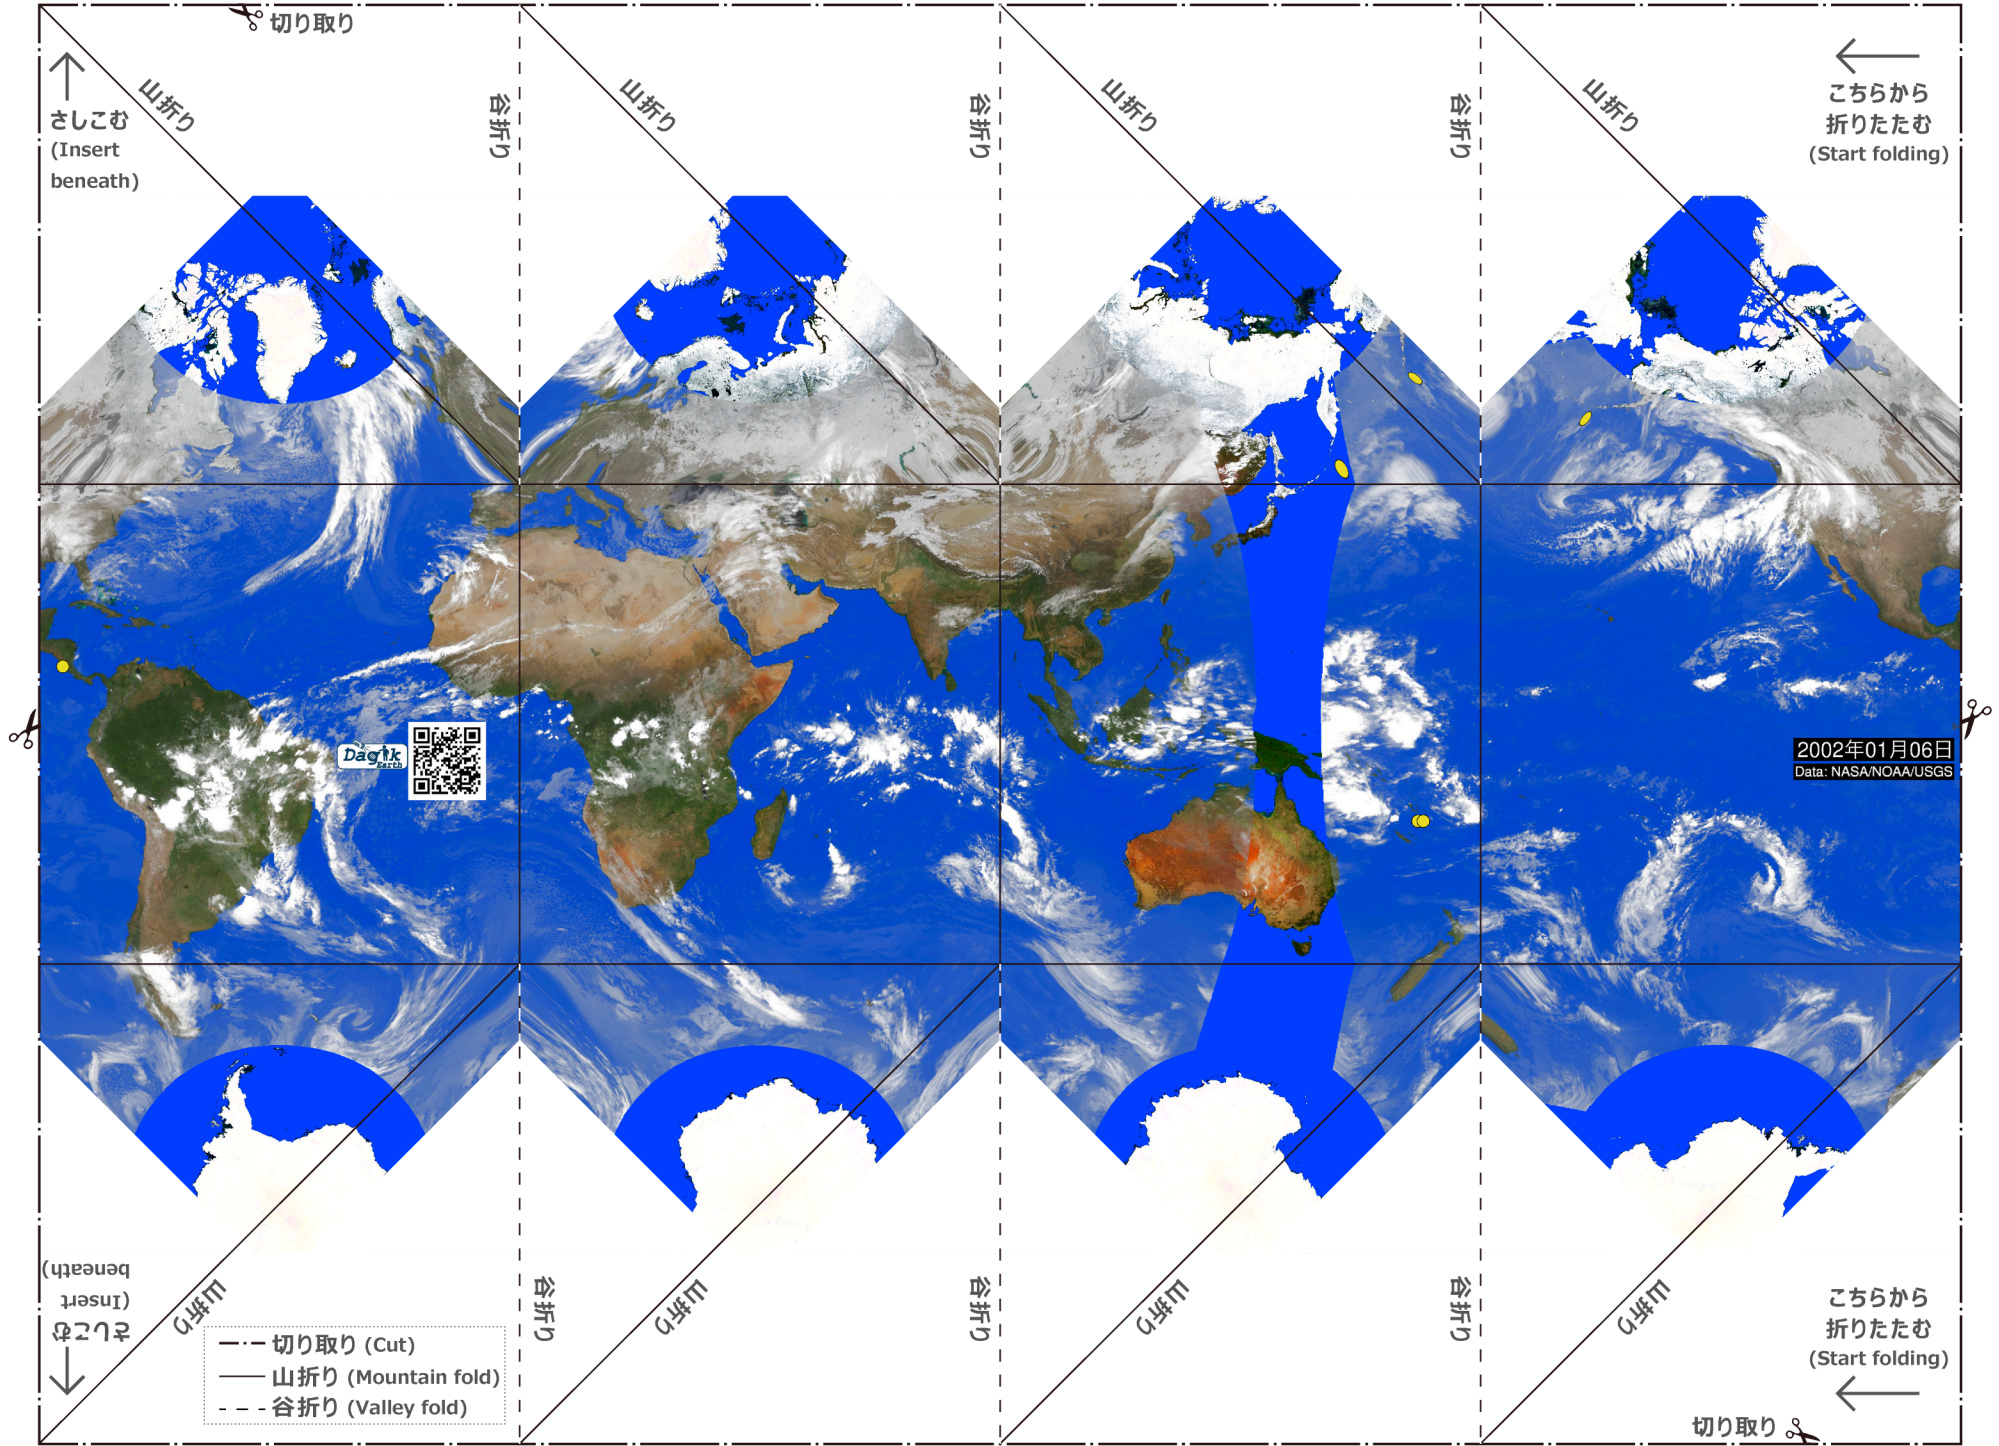 切り取り
山折り
山折り
山折り
山折り
谷折り
谷折り
谷折り
さしこむ
(Insert
beneath)
こちらから
折りたたむ
(Start folding)
Dagik
Earth
2002年01月06日
Data: NASA/NOAA/USGS
さしこむ
(Insert
beneath)
山折り
山折り
山折り
山折り
谷折り
谷折り
谷折り
こちらから
折りたたむ
(Start folding)
切り取り (Cut)
山折り (Mountain fold)
谷折り (Valley fold)
切り取り